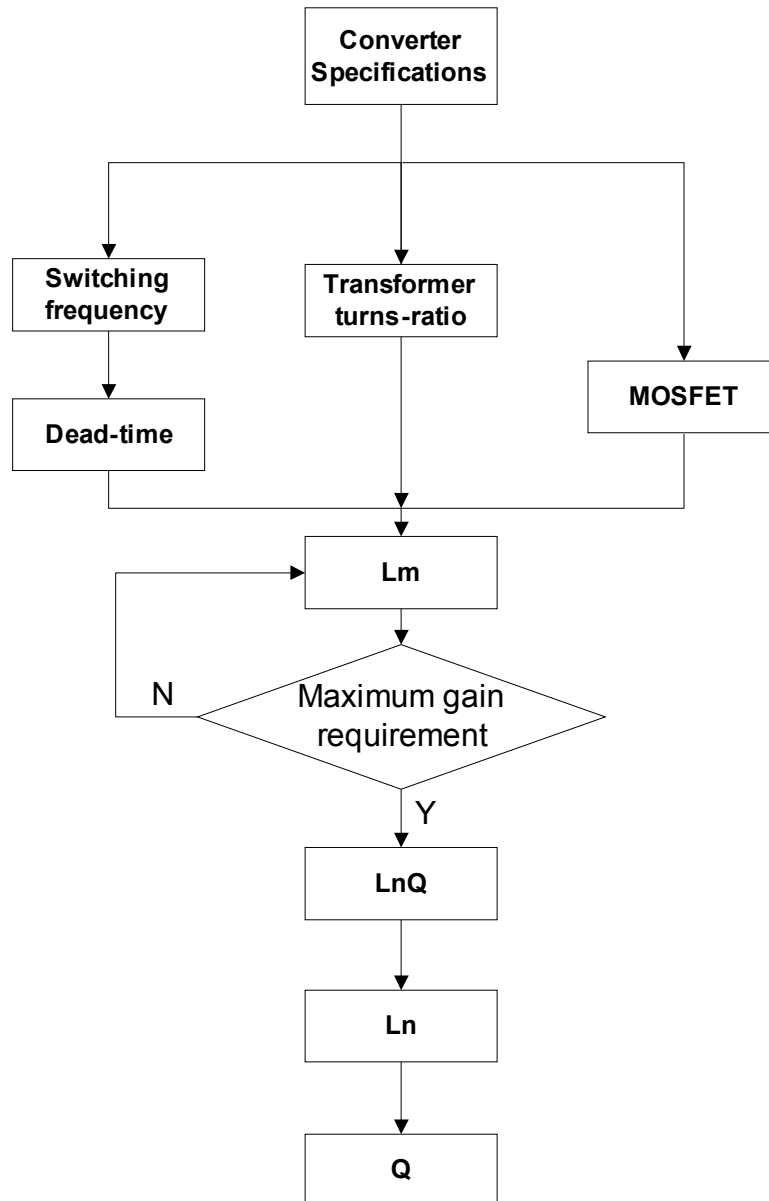 Converter
Specifications
Switching
frequency
Transformer
turns-ratio
MOSFET
Dead-time
Lm
N
Maximum gain
requirement
Y
LnQ
Ln
Q